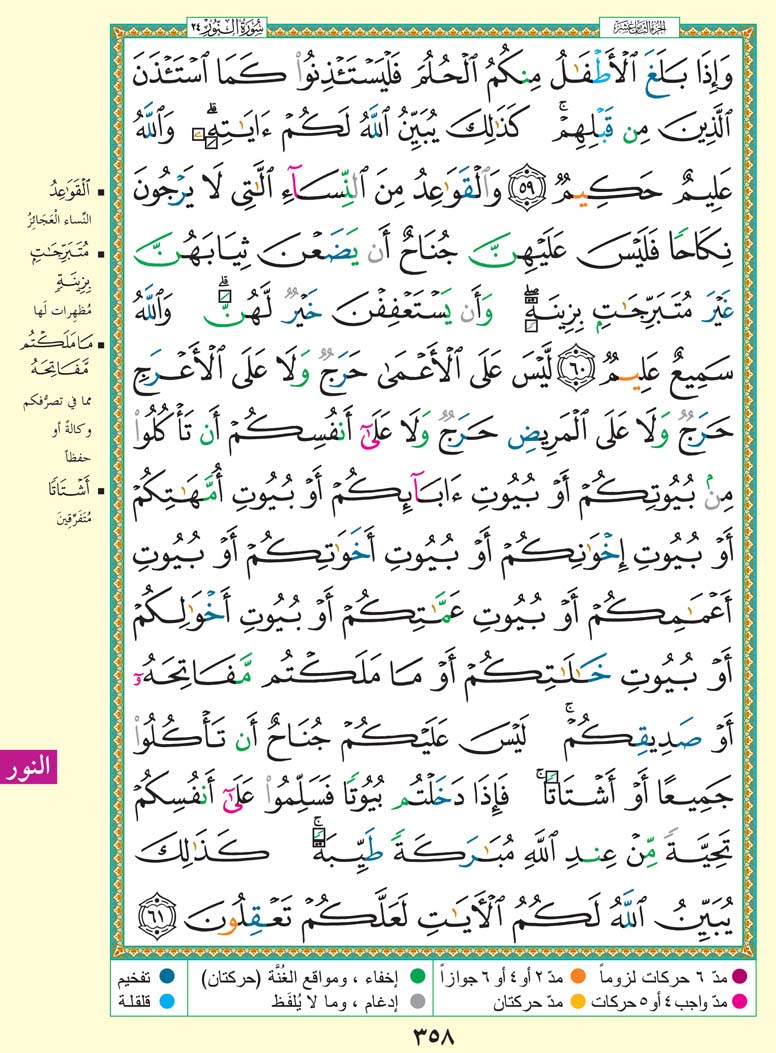 سُورَةُ النُّورِ ٢٤
الجزء الثامن عشر
وَإِذَا بَلَغَ ٱلْأَطْفَٰلُ مِنكُمُ ٱلْحُلُمَ فَلْيَسْتَـْٔذِنُوا۟ كَمَا ٱسْتَـْٔذَنَ
ٱلَّذِينَ مِن قَبْلِهِمْ ۚ كَذَٰلِكَ يُبَيِّنُ ٱللَّهُ لَكُمْ ءَايَٰتِهِۦ ۗ وَٱللَّهُ
عَلِيمٌ حَكِيمٌ ﴿٥٩﴾ وَٱلْقَوَٰعِدُ مِنَ ٱلنِّسَآءِ ٱلَّٰتِى لَا يَرْجُونَ
نِكَاحًا فَلَيْسَ عَلَيْهِنَّ جُنَاحٌ أَن يَضَعْنَ ثِيَابَهُنَّ
غَيْرَ مُتَبَرِّجَٰتٍۭ بِزِينَةٍ ۖ وَأَن يَسْتَعْفِفْنَ خَيْرٌ لَّهُنَّ ۗ وَٱللَّهُ
سَمِيعٌ عَلِيمٌ ﴿٦٠﴾ لَّيْسَ عَلَى ٱلْأَعْمَىٰ حَرَجٌ وَلَا عَلَى ٱلْأَعْرَجِ
حَرَجٌ وَلَا عَلَى ٱلْمَرِيضِ حَرَجٌ وَلَا عَلَىٰٓ أَنفُسِكُمْ أَن تَأْكُلُوا۟
مِنۢ بُيُوتِكُمْ أَوْ بُيُوتِ ءَابَآئِكُمْ أَوْ بُيُوتِ أُمَّهَٰتِكُمْ
أَوْ بُيُوتِ إِخْوَٰنِكُمْ أَوْ بُيُوتِ أَخَوَٰتِكُمْ أَوْ بُيُوتِ
أَعْمَٰمِكُمْ أَوْ بُيُوتِ عَمَّٰتِكُمْ أَوْ بُيُوتِ أَخْوَٰلِكُمْ
أَوْ بُيُوتِ خَٰلَٰتِكُمْ أَوْ مَا مَلَكْتُم مَّفَاتِحَهُۥٓ
أَوْ صَدِيقِكُمْ ۚ لَيْسَ عَلَيْكُمْ جُنَاحٌ أَن تَأْكُلُوا۟
جَمِيعًا أَوْ أَشْتَاتًا ۚ فَإِذَا دَخَلْتُم بُيُوتًا فَسَلِّمُوا۟ عَلَىٰٓ أَنفُسِكُمْ
تَحِيَّةً مِّنْ عِندِ ٱللَّهِ مُبَٰرَكَةً طَيِّبَةً ۚ كَذَٰلِكَ
يُبَيِّنُ ٱللَّهُ لَكُمُ ٱلْءَايَٰتِ لَعَلَّكُمْ تَعْقِلُونَ ﴿٦١﴾
ٱلْقَوَٰعِدُ
النِّساء العَجَائِزُ
مُتَبَرِّجَٰتٍ
بِزِينَةٍ
مُظهِرات لَها
مَا مَلَكْتُم
مَّفَاتِحَهُ
مما في تصرُّفكم
وكالةً أو
حفظاً
أَشْتَاتًا
مُتَفَرِّقِينَ
النور
مدّ ٦ حركات لزوماً
مدّ ٢ أو ٤ أو ٦ جوازاً
إخفاء ، ومواقع الغُنَّة (حركتان)
تفخيم
مدّ واجب ٤ أو ٥ حركات
مدّ حركتان
إدغام ، وما لا يُلفَظ
قلقلة
٣٥٨